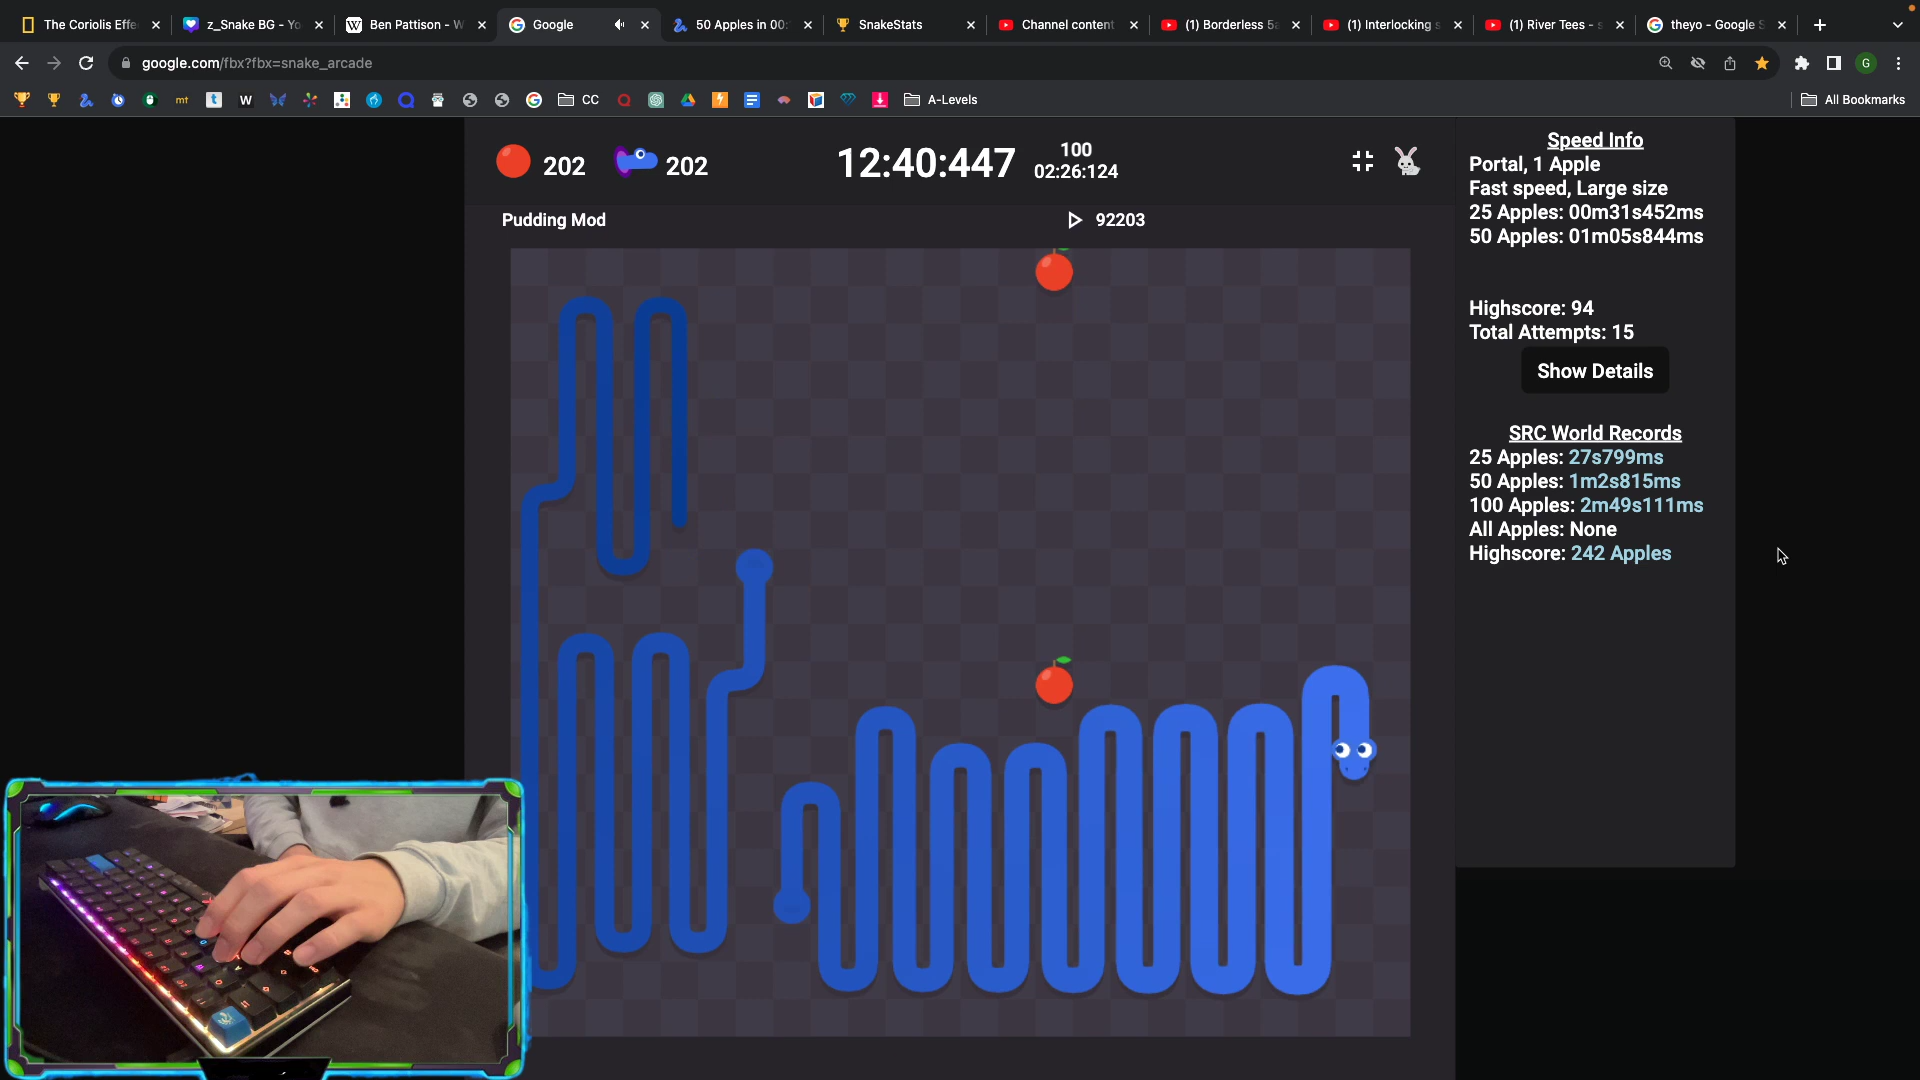 The Coriolis Effe
z_Snake BG - Yo
Ben Pattison - W
Google
50 Apples in 00:
SnakeStats
Channel content
(1) Borderless 5a
(1) Interlocking s
(1) River Tees - s
theyo - Google S
google.com/fbx?fbx=snake_arcade
G
mt
t
W
CC
A-Levels
All Bookmarks
202
202
12:40:447
100
02:26:124
Pudding Mod
92203
Speed Info
Portal, 1 Apple
Fast speed, Large size
25 Apples: 00m31s452ms
50 Apples: 01m05s844ms
Highscore: 94
Total Attempts: 15
Show Details
SRC World Records
25 Apples: 27s799ms
50 Apples: 1m2s815ms
100 Apples: 2m49s111ms
All Apples: None
Highscore: 242 Apples